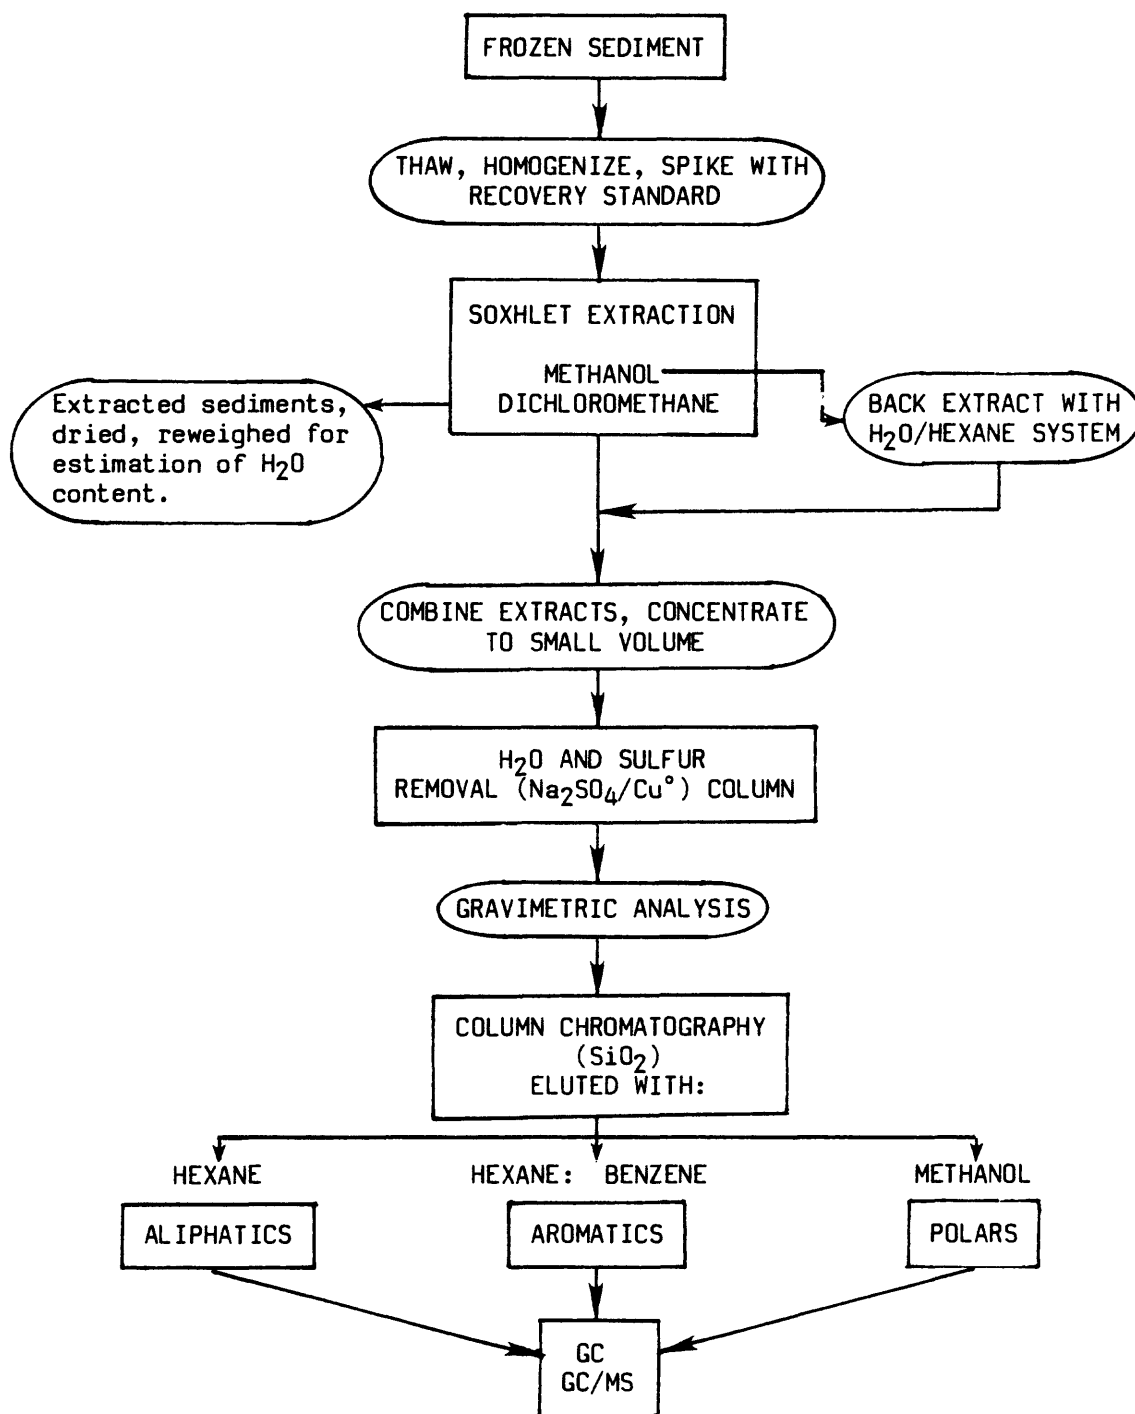 FROZEN SEDIMENT
THAW, HOMOGENIZE, SPIKE WITH
RECOVERY STANDARD
SOXHLET EXTRACTION
METHANOL
DICHLOROMETHANE
Extracted sediments,
dried, reweighed for
estimation of H₂O
content.
BACK EXTRACT WITH
H₂O/HEXANE SYSTEM
COMBINE EXTRACTS, CONCENTRATE
TO SMALL VOLUME
H₂O AND SULFUR
REMOVAL (Na₂SO₄/Cu°) COLUMN
GRAVIMETRIC ANALYSIS
COLUMN CHROMATOGRAPHY
(SiO₂)
ELUTED WITH:
HEXANE
HEXANE: BENZENE
METHANOL
ALIPHATICS
AROMATICS
POLARS
GC
GC/MS